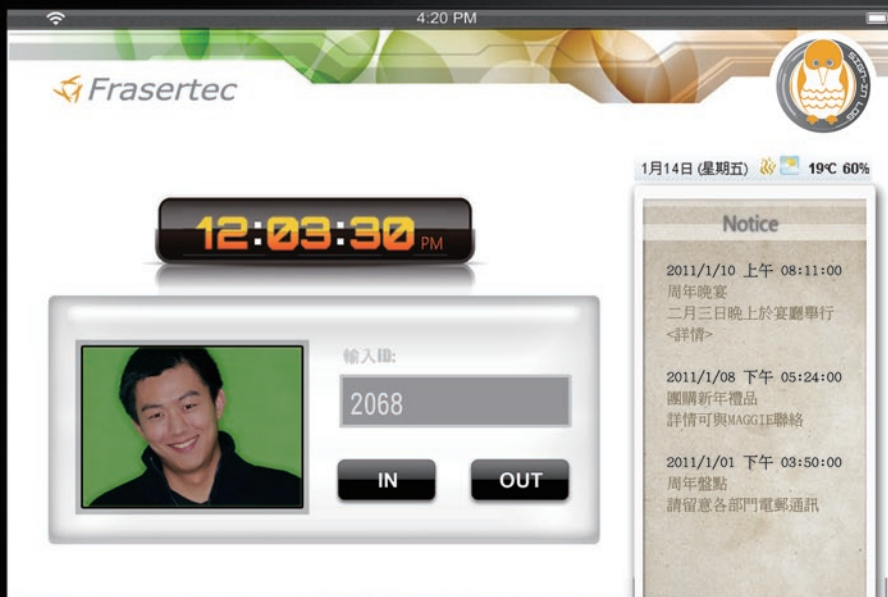 4:20 PM
Frasertec
SIGN-IN LOG
1月14日 (星期五) 19℃ 60%
12:03:30 PM
輸入ID:
2068
IN OUT
Notice
2011/1/10 上午 08:11:00
周年晚宴
二月三日晚上於宴廳舉行
<詳情>
2011/1/08 下午 05:24:00
團購新年禮品
詳情可與MAGGIE聯絡
2011/1/01 下午 03:50:00
周年盤點
請留意各部門電郵通訊